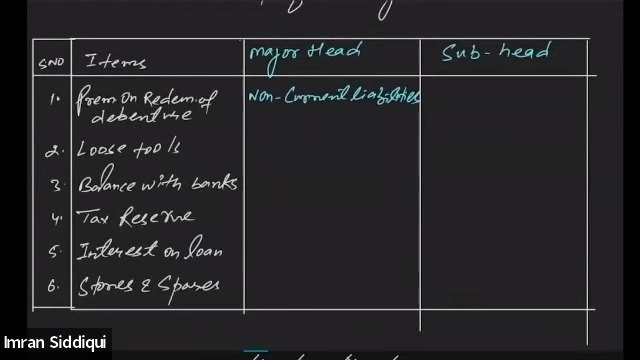 SNO Items Major Head Sub-head
1. Prem On Redem. of debenture Non-Current liabilities
2. Loose tools
3. Balance with banks
4. Tax Reserve
5. Interest on loan
6. Stores & Spares
Imran Siddiqui